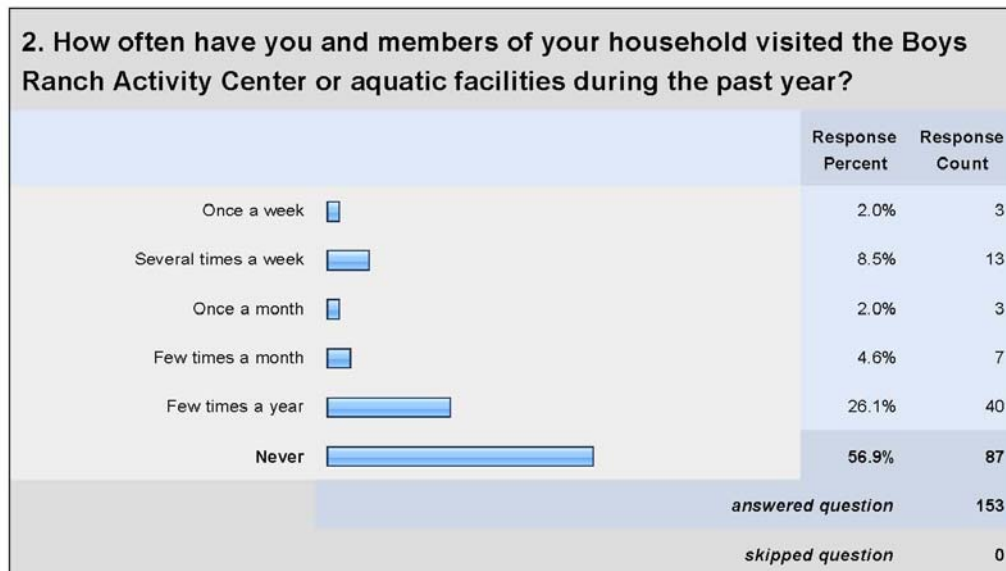 2. How often have you and members of your household visited the Boys
Ranch Activity Center or aquatic facilities during the past year?
Response Percent Response Count
Once a week 2.0% 3
Several times a week 8.5% 13
Once a month 2.0% 3
Few times a month 4.6% 7
Few times a year 26.1% 40
Never 56.9% 87
answered question 153
skipped question 0